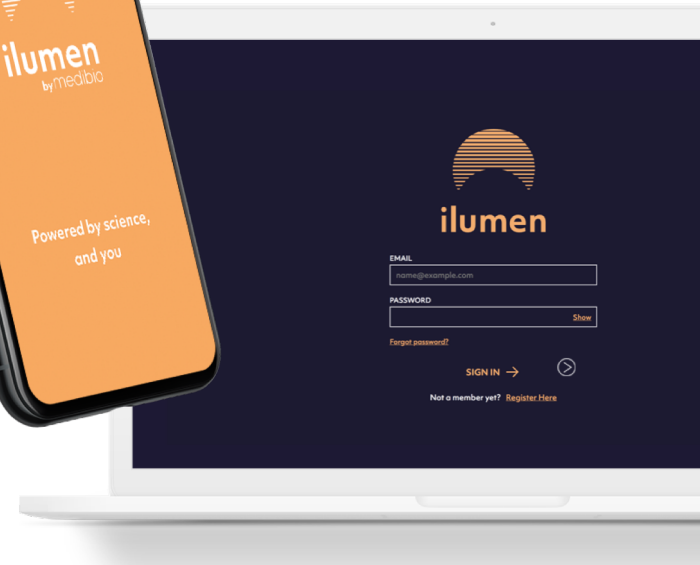 ilumen
by medibio
Powered by science,
and you
ilumen
EMAIL
name@example.com
PASSWORD
Show
Forgot password?
SIGN IN
Not a member yet? Register Here